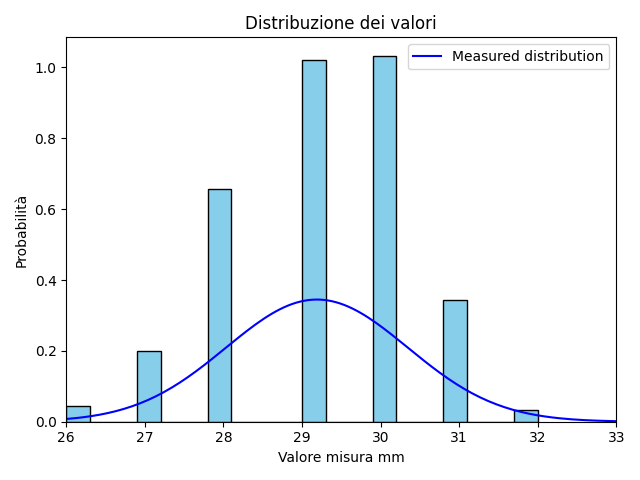 Distribuzione dei valori
Measured distribution
Probabilità
1.0
0.8
0.6
0.4
0.2
0.0
26 27 28 29 30 31 32 33
Valore misura mm